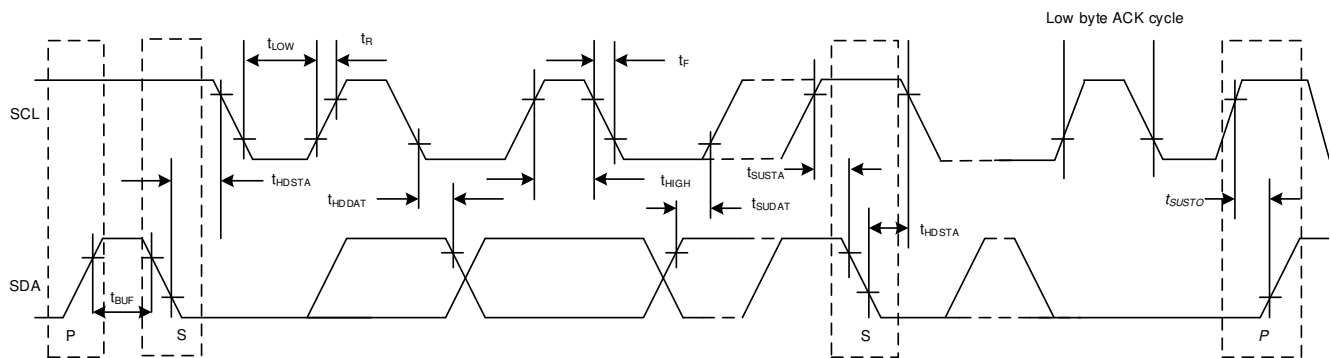 Low byte ACK cycle
tLOW
tR
tF
SCL
tHDSTA
tHDDAT
tHIGH
tSUDAT
tSUSTA
tHDSTA
tSUSTO
SDA
tBUF
P
S
S
P